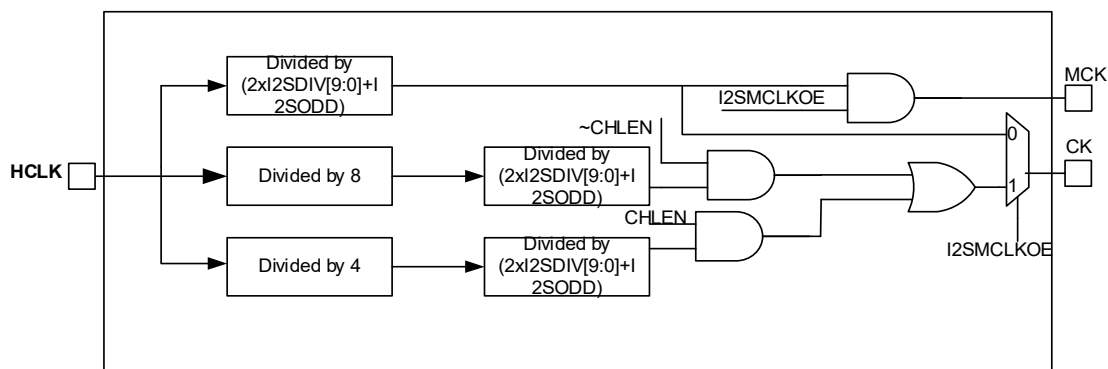 Divided by
(2xI2SDIV[9:0]+I
2SODD)
MCK
I2SMCLKOE
~CHLEN
0
HCLK
Divided by 8
Divided by
(2xI2SDIV[9:0]+I
2SODD)
CK
1
CHLEN
Divided by 4
Divided by
(2xI2SDIV[9:0]+I
2SODD)
I2SMCLKOE